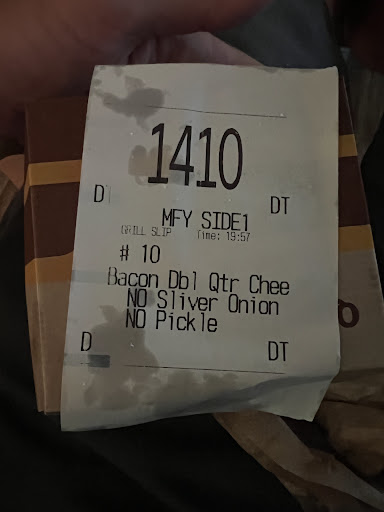 1410
D DT
MFY SIDE1
GRILL SLIP Time: 19:57
# 10
Bacon Dbl Qtr Chee
NO Sliver Onion
NO Pickle
D DT